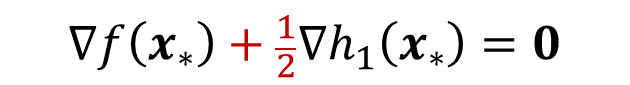 ∇f(𝒙∗) + ½∇h₁(𝒙∗) = 𝟎